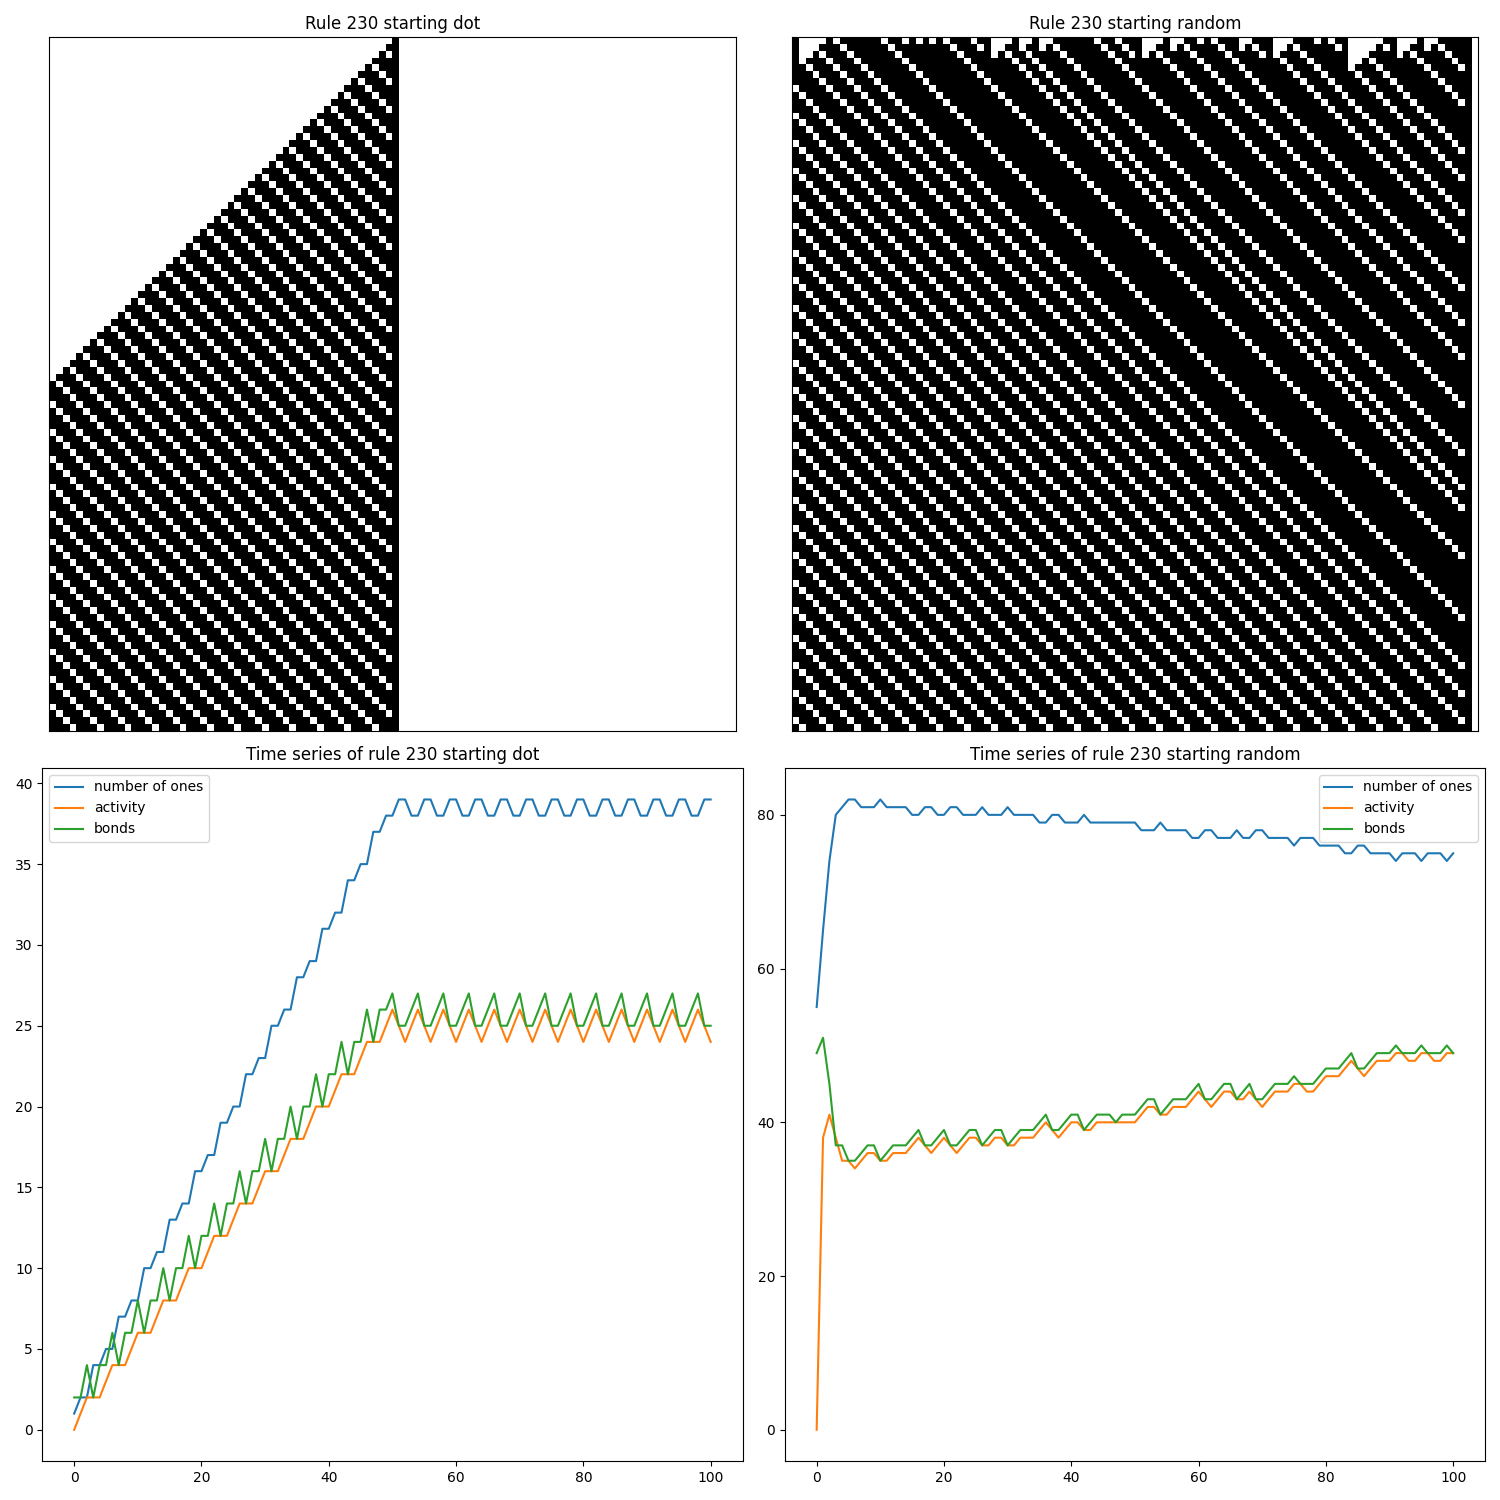 Rule 230 starting dot
Rule 230 starting random
Time series of rule 230 starting dot
40
35
30
25
20
15
10
5
0
0 20 40 60 80 100
number of ones
activity
bonds
Time series of rule 230 starting random
80
60
40
20
0
0 20 40 60 80 100
number of ones
activity
bonds